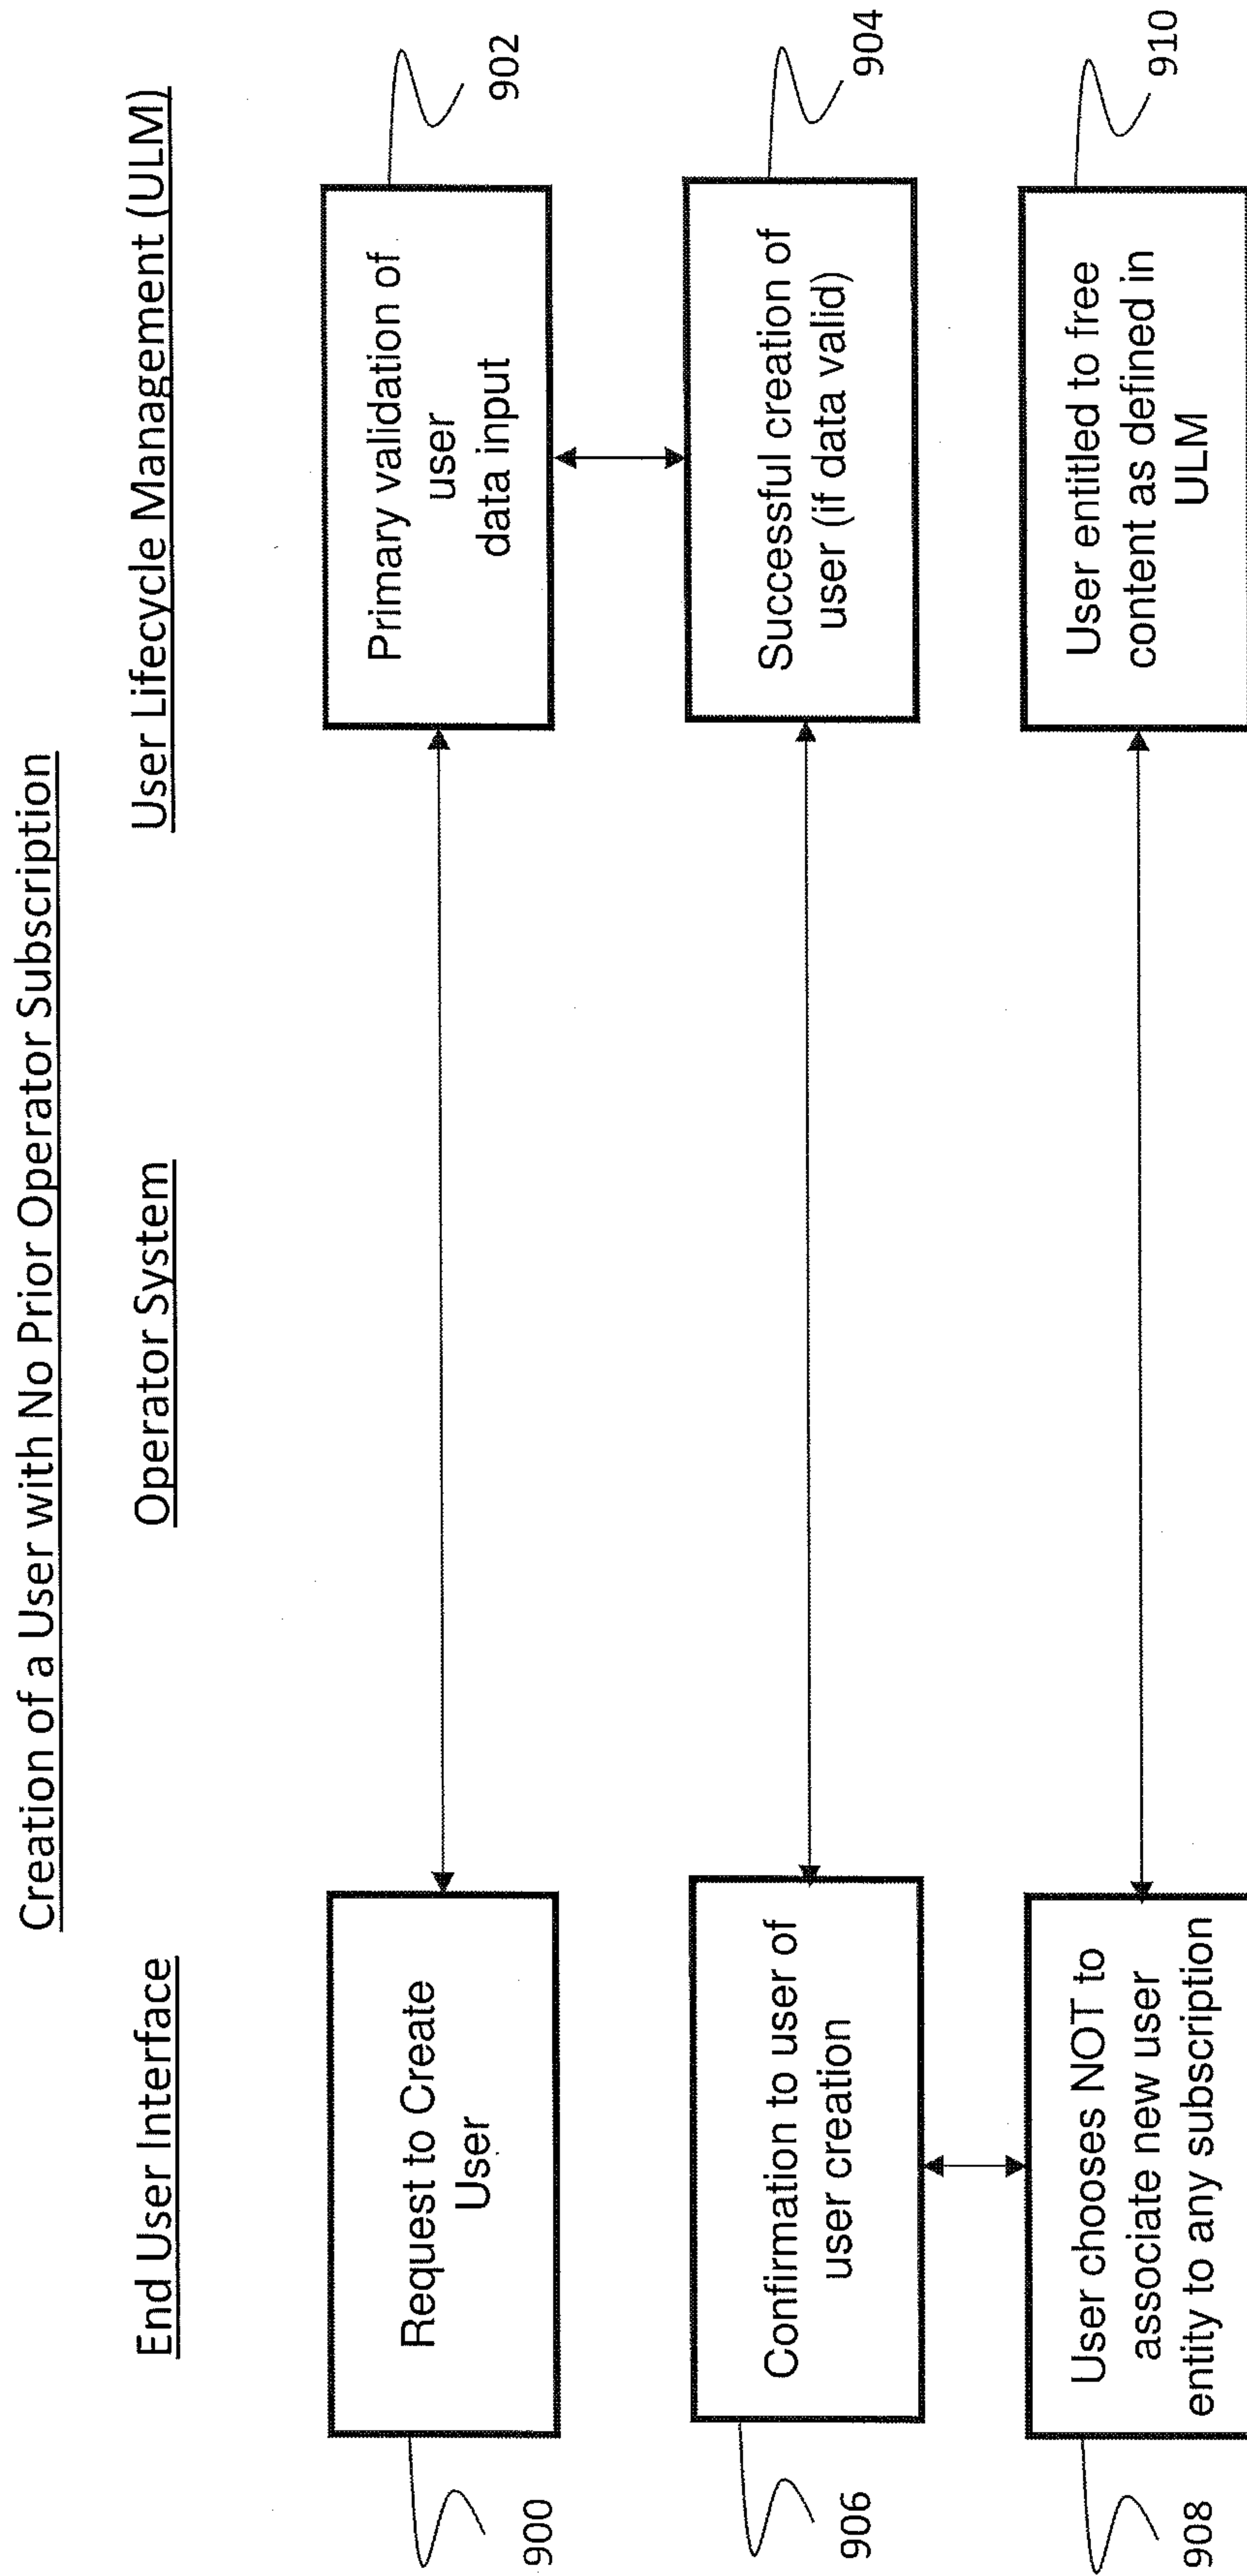 Creation of a User with No Prior Operator Subscription
End User Interface
Operator System
User Lifecycle Management (ULM)
Request to Create
User
900
Primary validation of
user
data input
902
Confirmation to user of
user creation
906
Successful creation of
user (if data valid)
904
User chooses NOT to
associate new user
entity to any subscription
908
User entitled to free
content as defined in
ULM
910